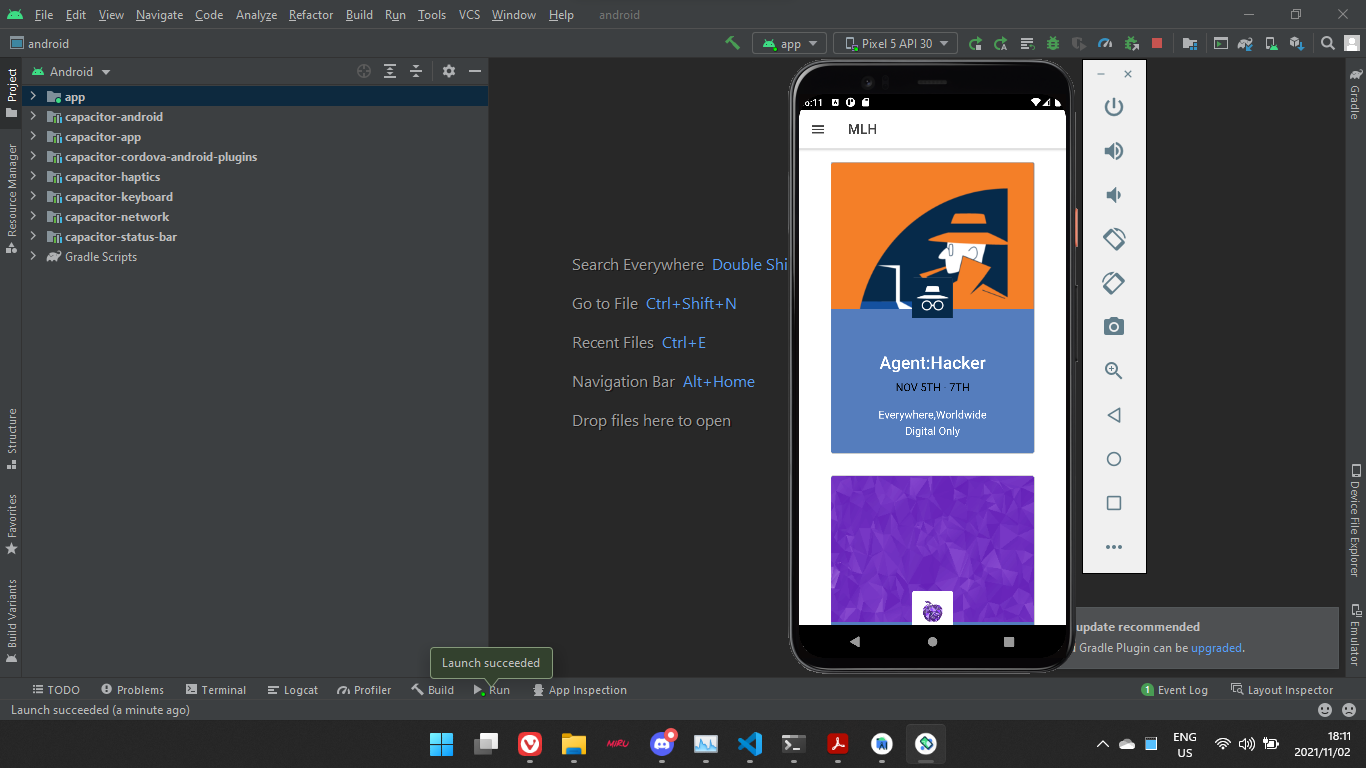 File Edit View Navigate Code Analyze Refactor Build Run Tools VCS Window Help android
android
app
Pixel 5 API 30
Project
Resource Manager
Structure
Favorites
Build Variants
Android
app
capacitor-android
capacitor-app
capacitor-cordova-android-plugins
capacitor-haptics
capacitor-keyboard
capacitor-network
capacitor-status-bar
Gradle Scripts
Search Everywhere Double Shi
Go to File Ctrl+Shift+N
Recent Files Ctrl+E
Navigation Bar Alt+Home
Drop files here to open
6:11
MLH
Agent:Hacker
NOV 5TH - 7TH
Everywhere,Worldwide
Digital Only
Gradle
Device File Explorer
Emulator
update recommended
Gradle Plugin can be upgraded.
Launch succeeded
TODO Problems Terminal Logcat Profiler Build Run App Inspection
1 Event Log Layout Inspector
Launch succeeded (a minute ago)
MiRU
ENG
US
18:11
2021/11/02